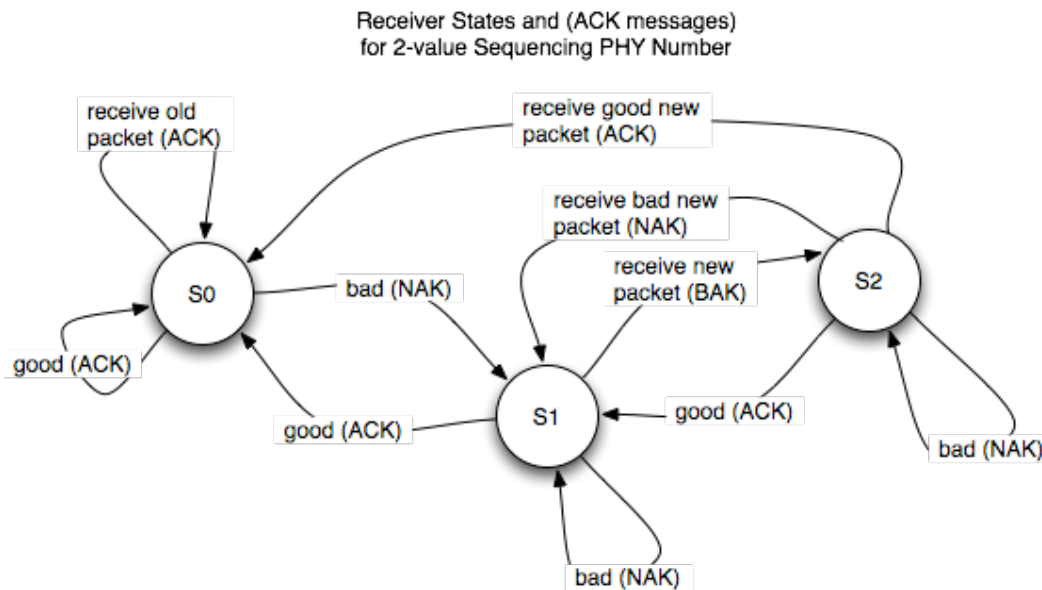 Receiver States and (ACK messages)
for 2-value Sequencing PHY Number
receive old
packet (ACK)
receive good new
packet (ACK)
receive bad new
packet (NAK)
receive new
packet (BAK)
S2
S0
bad (NAK)
good (ACK)
good (ACK)
S1
good (ACK)
bad (NAK)
bad (NAK)